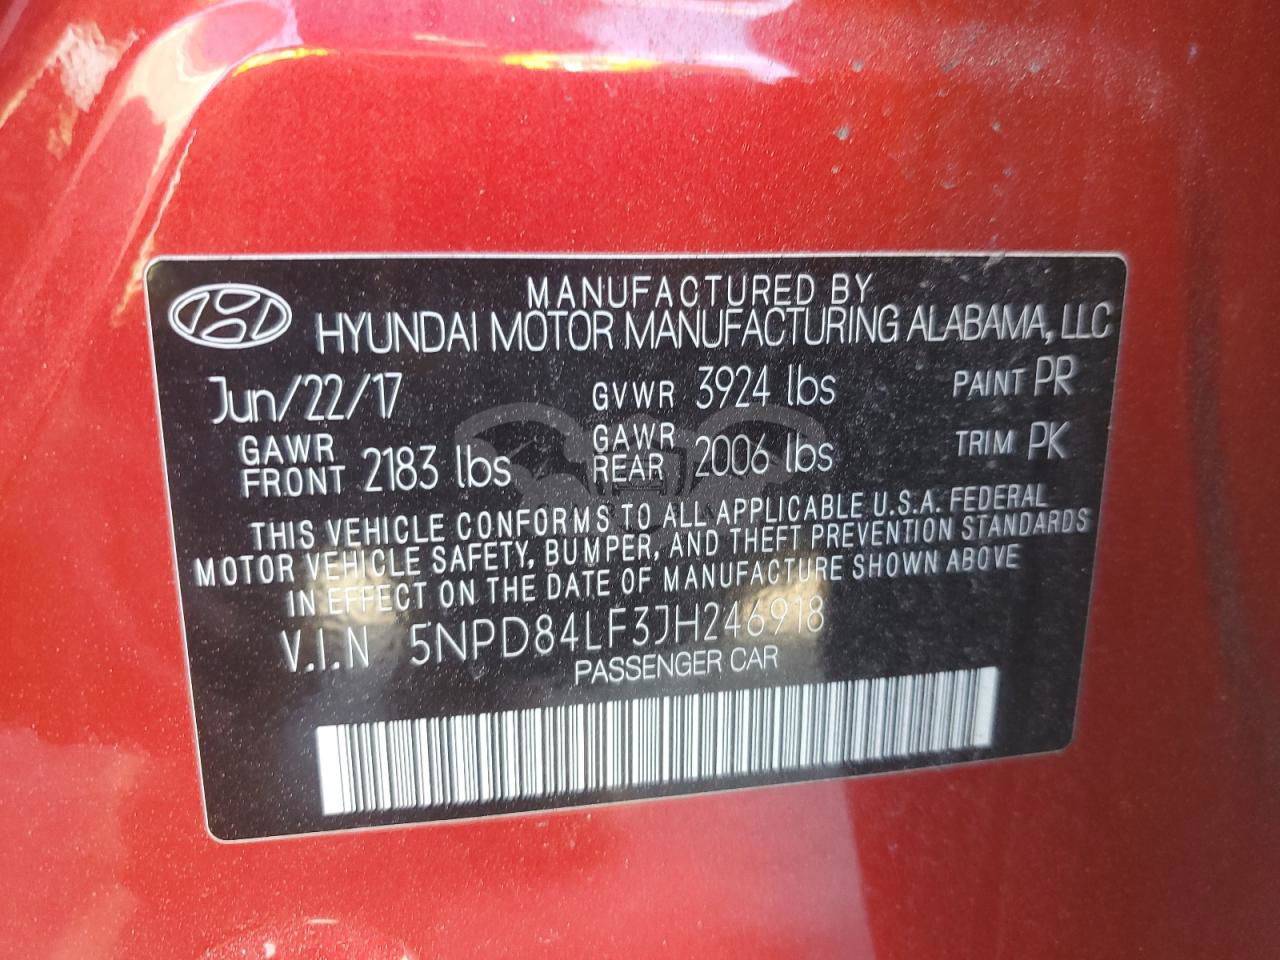 MANUFACTURED BY
HYUNDAI MOTOR MANUFACTURING ALABAMA, LLC
Jun/22/17 GVWR 3924 lbs PAINT PR
GAWR FRONT 2183 lbs GAWR REAR 2006 lbs TRIM PK
THIS VEHICLE CONFORMS TO ALL APPLICABLE U.S.A. FEDERAL
MOTOR VEHICLE SAFETY, BUMPER, AND THEFT PREVENTION STANDARDS
IN EFFECT ON THE DATE OF MANUFACTURE SHOWN ABOVE
V.I.N 5NPD84LF3JH246918
PASSENGER CAR